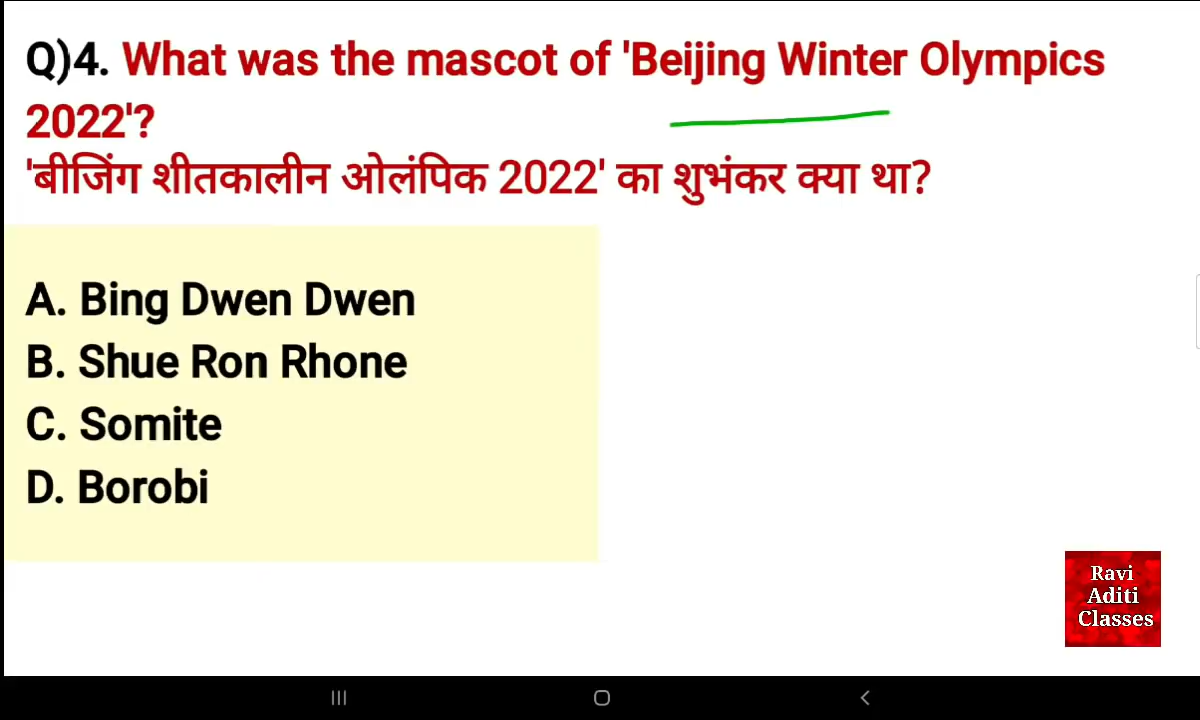 Q)4. What was the mascot of 'Beijing Winter Olympics
2022'?
'बीजिंग शीतकालीन ओलंपिक 2022' का शुभंकर क्या था?
A. Bing Dwen Dwen
B. Shue Ron Rhone
C. Somite
D. Borobi
Ravi
Aditi
Classes